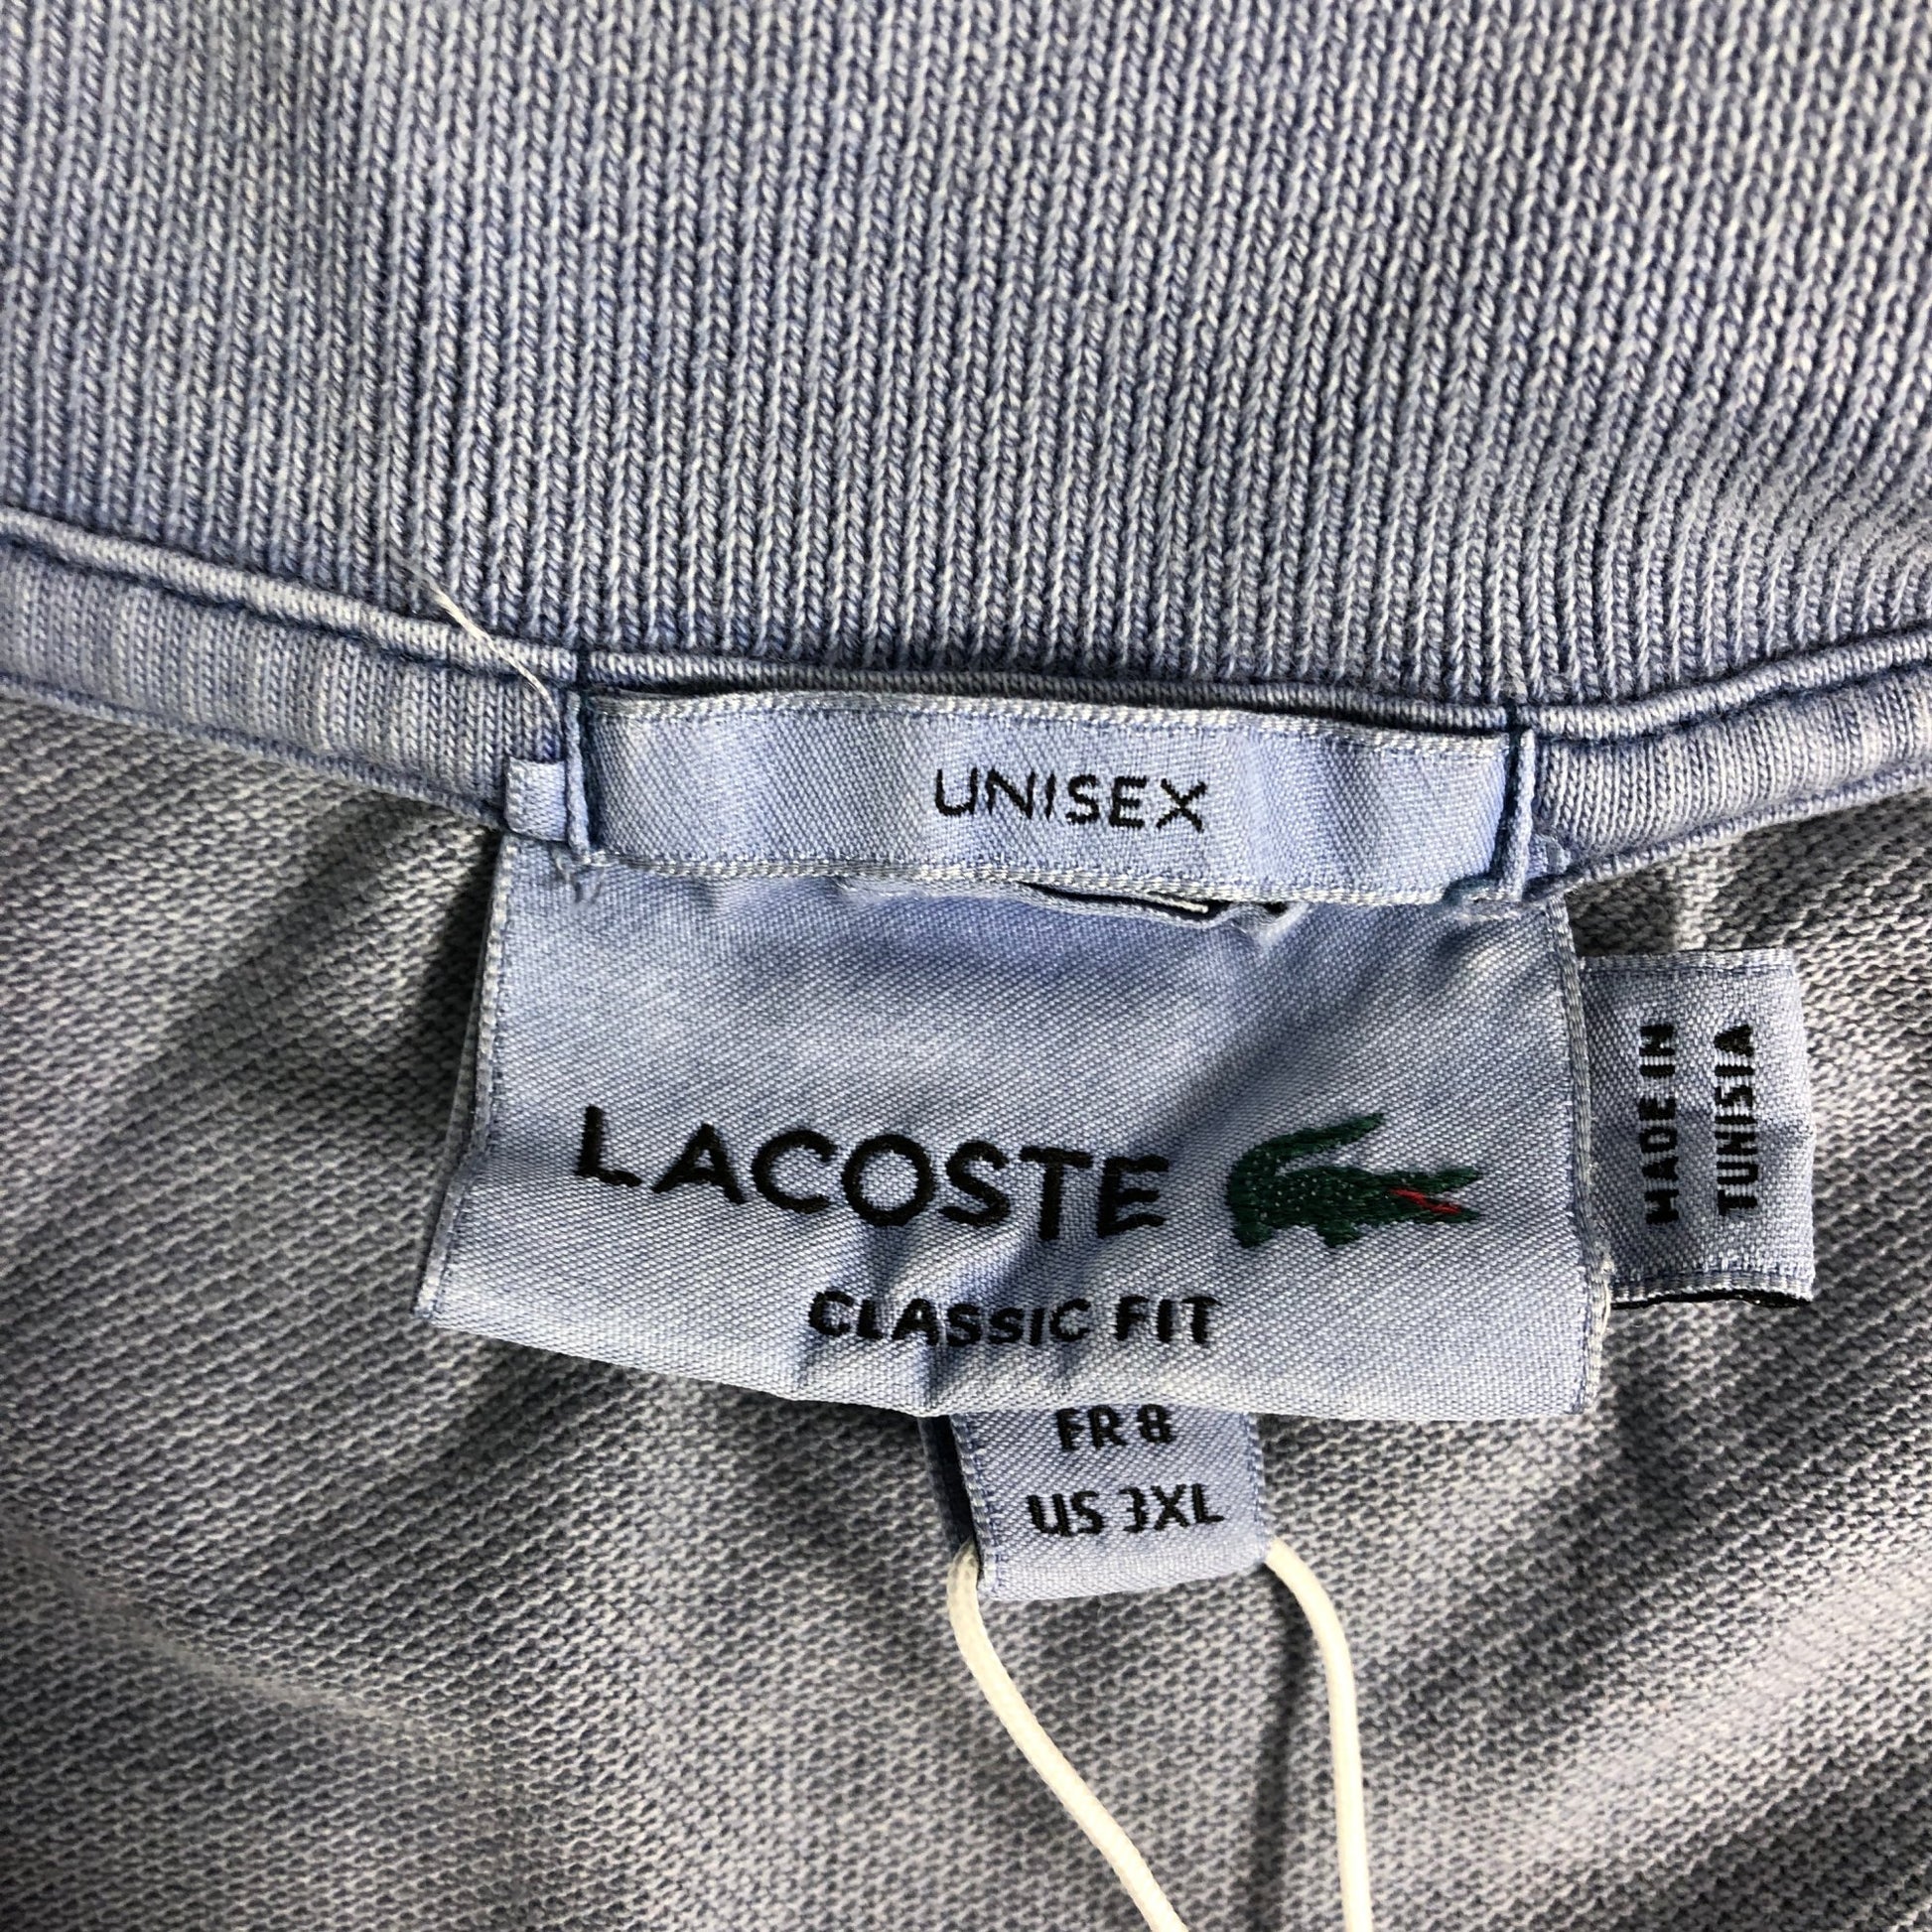 UNISEX
LACOSTE
CLASSIC FIT
FR 8
US 3XL
MADE IN
TUNISIA